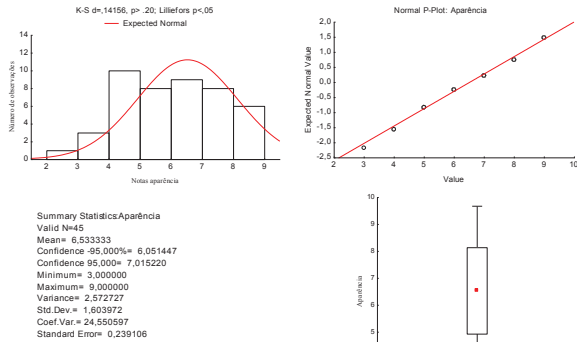 K-S d=,14156, p> .20; Lilliefors p<,05
Expected Normal
Número de observações
14
12
10
8
6
4
2
0
2 3 4 5 6 7 8 9
Notas aparência
Normal P-Plot: Aparência
Expected Normal Value
2,0
1,5
1,0
0,5
0,0
-0,5
-1,0
-1,5
-2,0
-2,5
2 3 4 5 6 7 8 9 10
Value
Summary Statistics:Aparência
Valid N=45
Mean= 6,533333
Confidence -95,000%= 6,051447
Confidence 95,000= 7,015220
Minimum= 3,000000
Maximum= 9,000000
Variance= 2,572727
Std.Dev.= 1,603972
Coef.Var.= 24,550597
Standard Error= 0,239106
Aparência
10
9
8
7
6
5